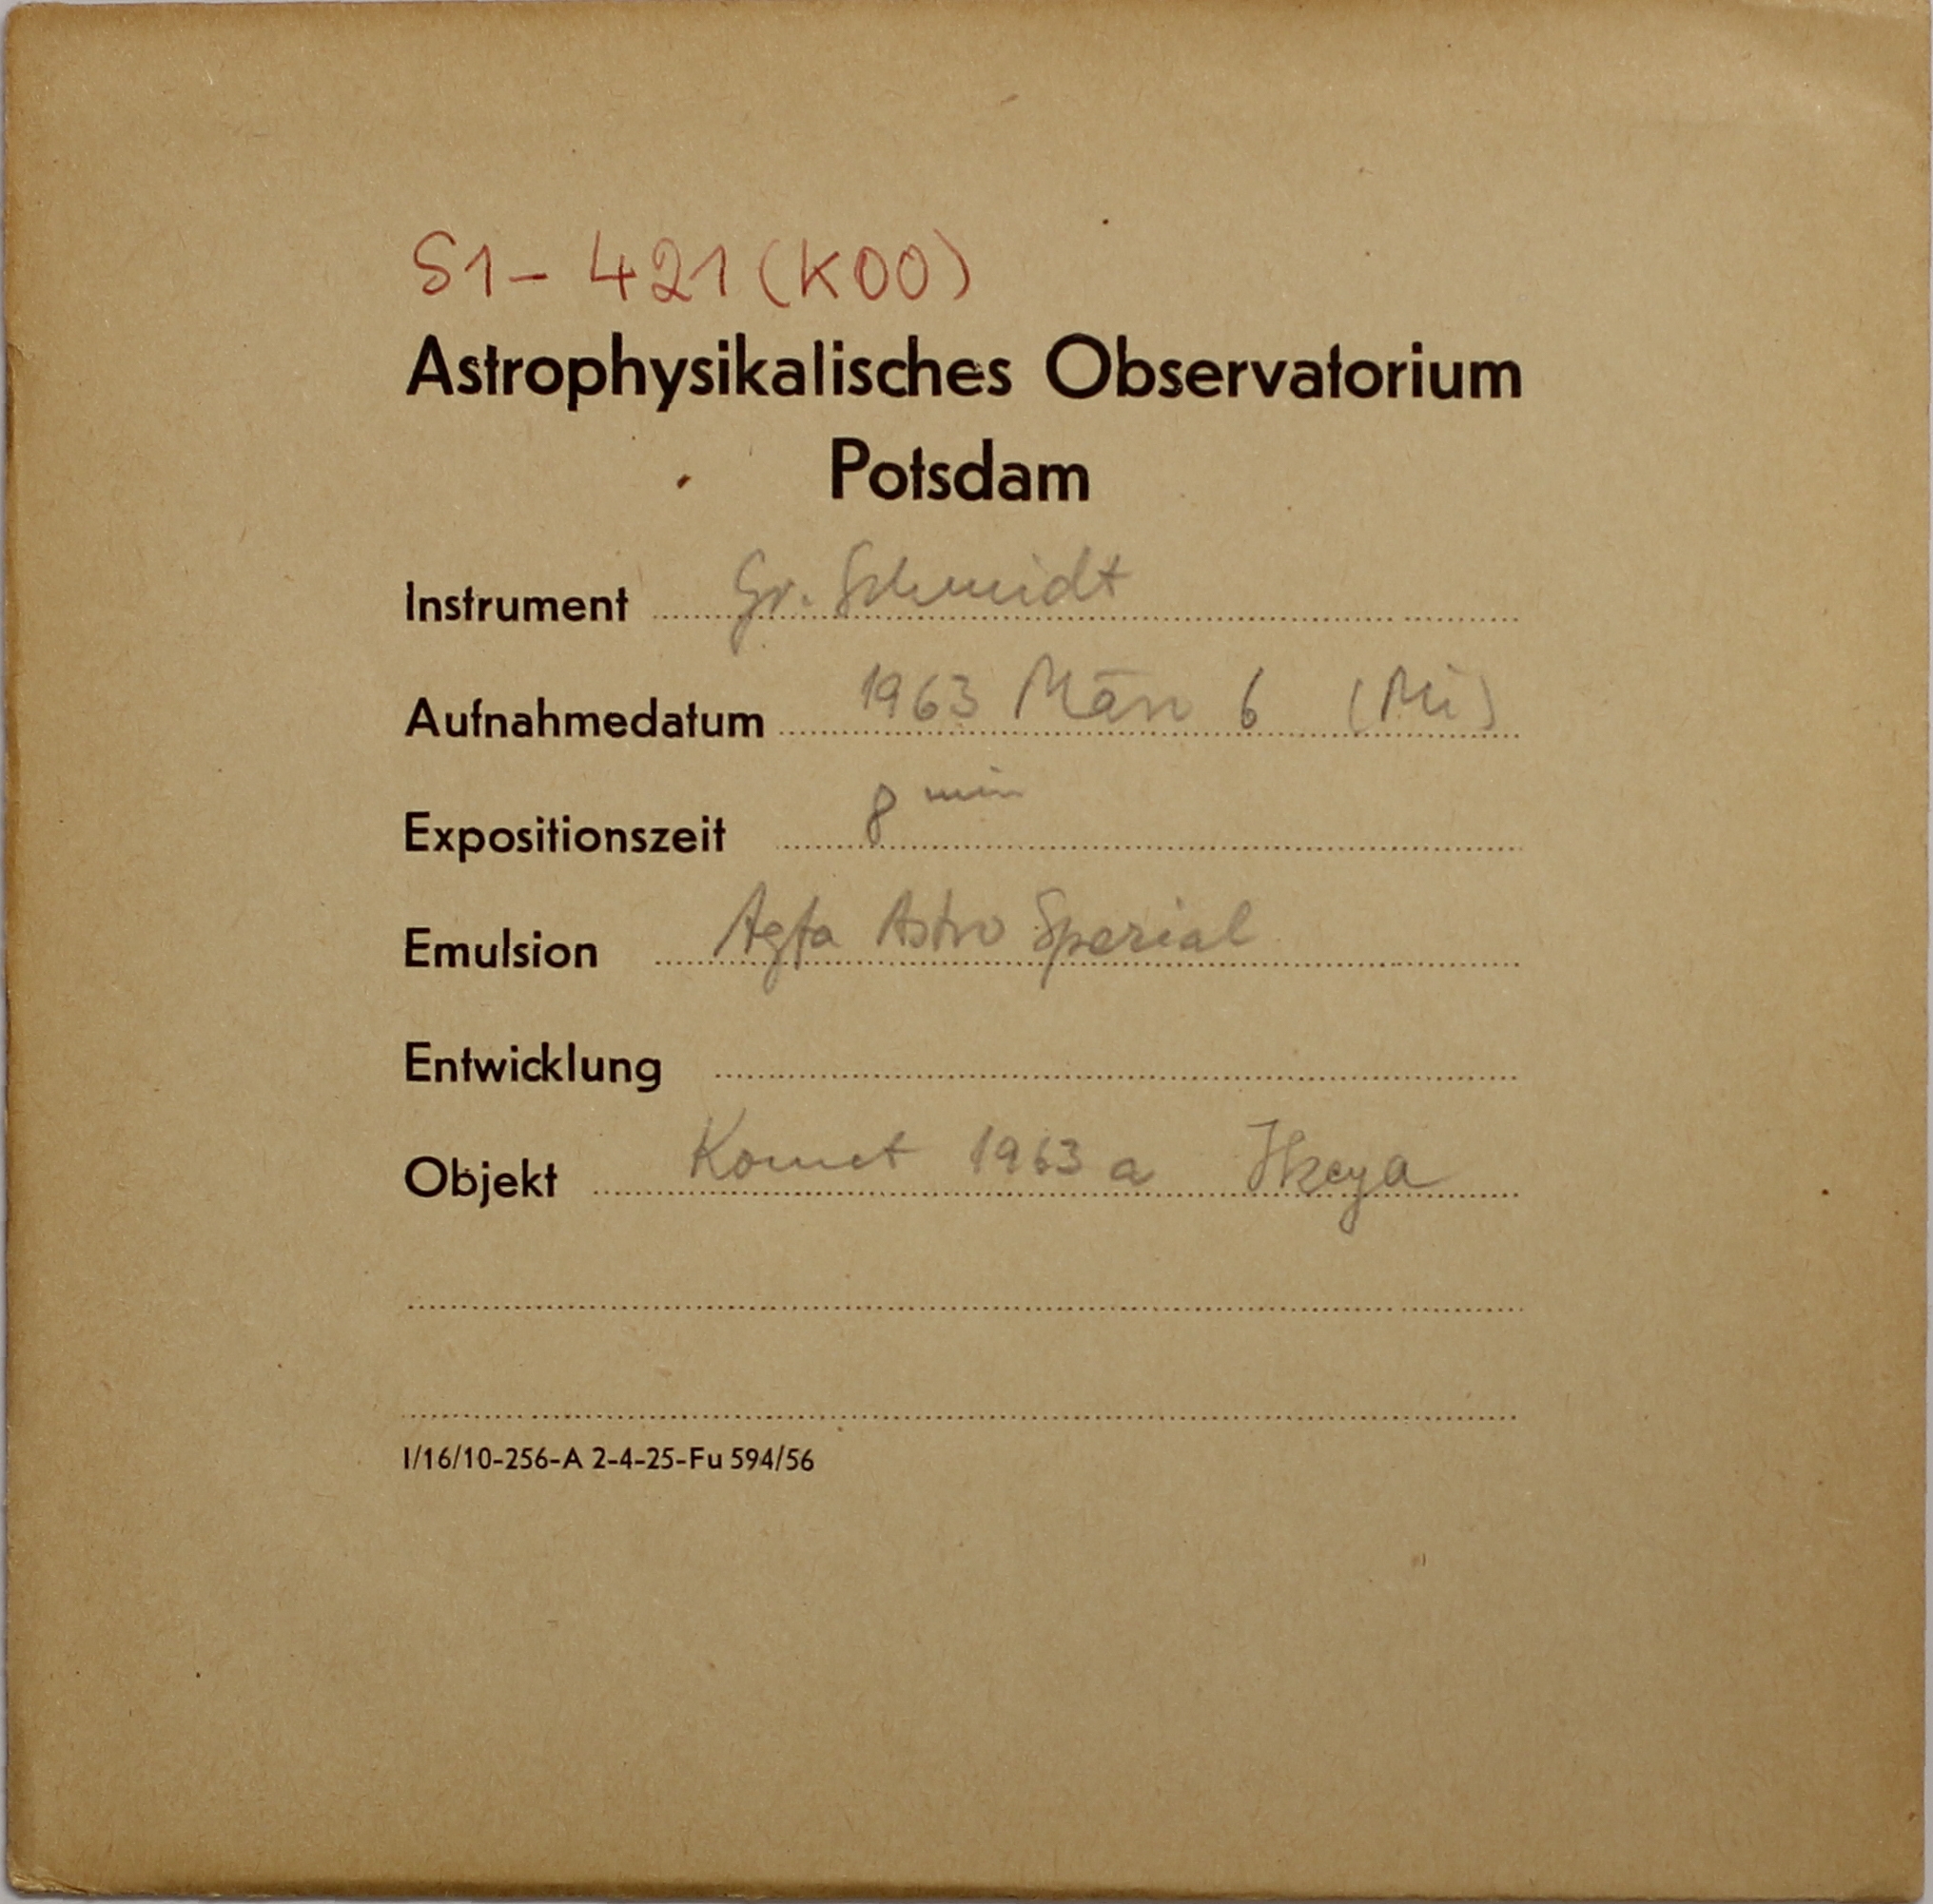 S1-421(K00)
Astrophysikalisches Observatorium
Potsdam
Instrument Gr. Schmidt
Aufnahmedatum 1963 März 6 (Mi)
Expositionszeit 8 min
Emulsion Agfa Astro Spezial
Entwicklung
Objekt Komet 1963 a Ikeya
I/16/10-256-A 2-4-25-Fu 594/56